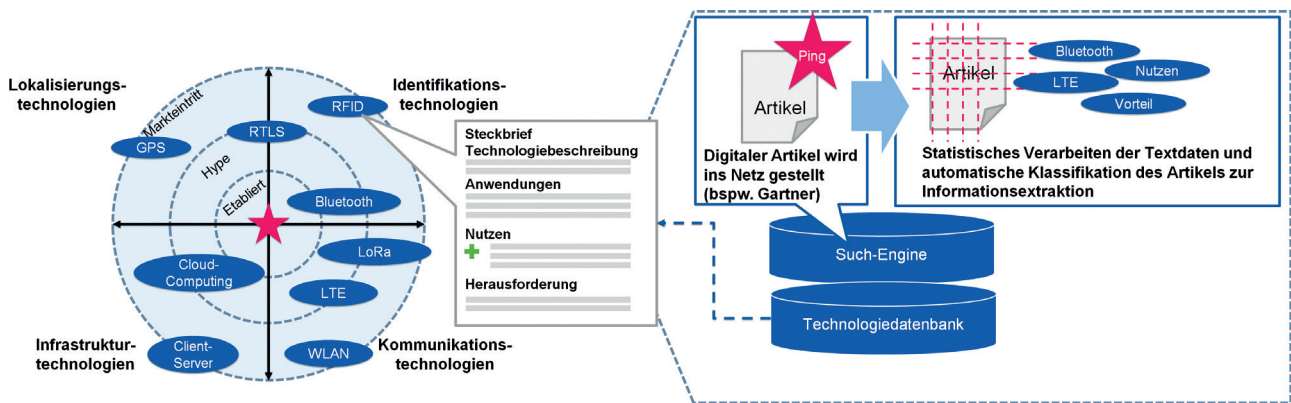 Lokalisierungs-
technologien
Identifikations-
technologien
Markteintritt
Hype
Etabliert
RFID
RTLS
GPS
Bluetooth
LoRa
Cloud-
Computing
LTE
Client-
Server
WLAN
Infrastruktur-
technologien
Kommunikations-
technologien
Steckbrief
Technologiebeschreibung
Anwendungen
Nutzen
Herausforderung
Ping
Artikel
Digitaler Artikel wird
ins Netz gestellt
(bspw. Gartner)
Artikel
Bluetooth
Nutzen
LTE
Vorteil
Statistisches Verarbeiten der Textdaten und
automatische Klassifikation des Artikels zur
Informationsextraktion
Such-Engine
Technologiedatenbank